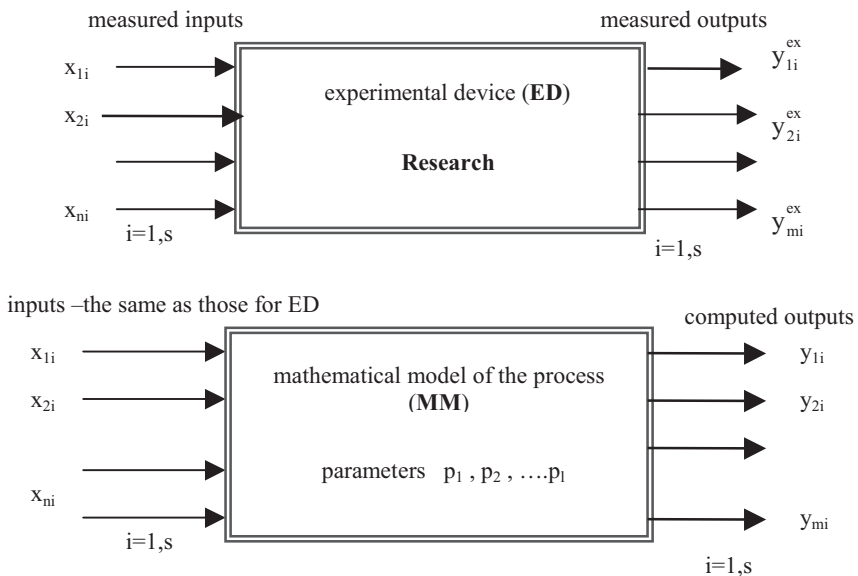 measured inputs
measured outputs
x1i
y1i^ex
experimental device (ED)
x2i
y2i^ex
Research
xni
ymi^ex
i=1,s
i=1,s
inputs –the same as those for ED
computed outputs
x1i
y1i
mathematical model of the process
x2i
(MM)
y2i
parameters p1 , p2 , ….pl
xni
ymi
i=1,s
i=1,s